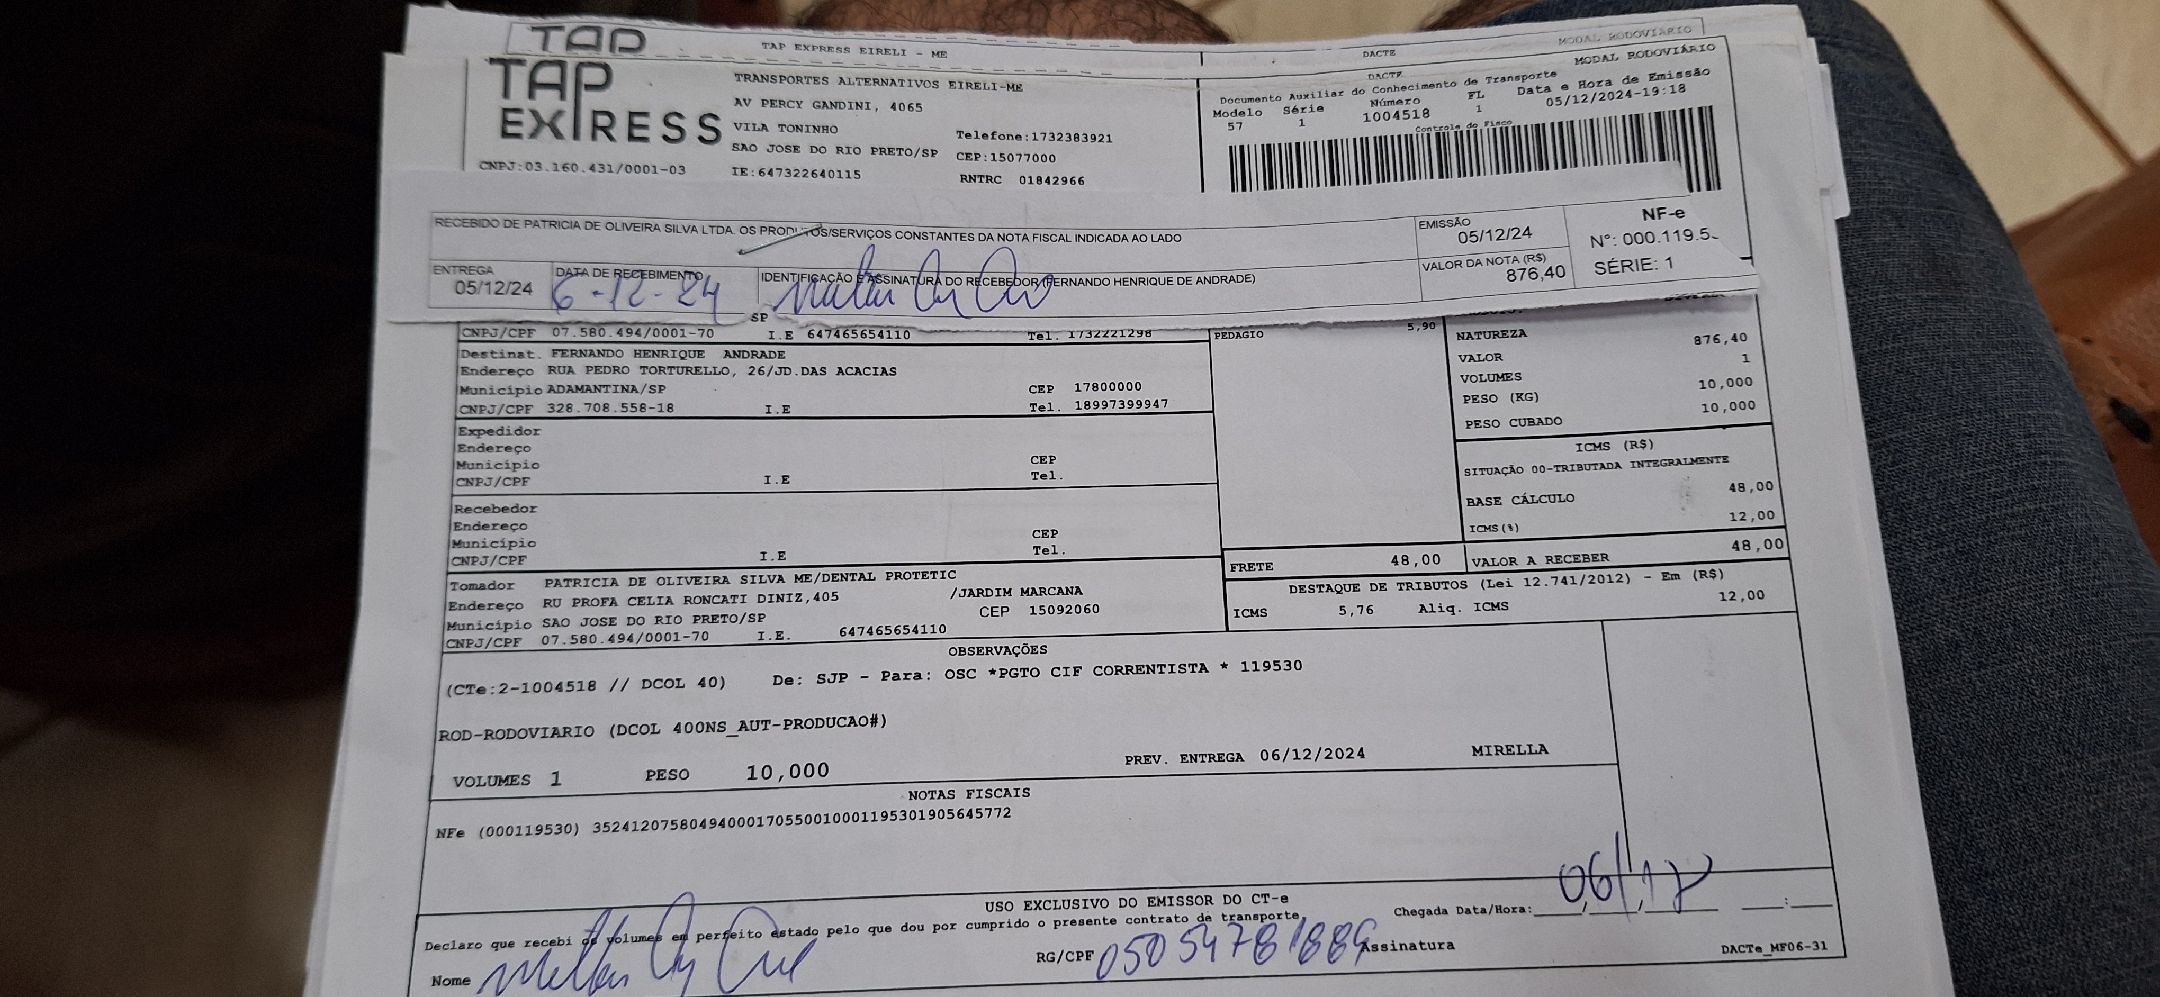 TAP
TAP EXPRESS EIRELI - ME
DACTE
MODAL RODOVIÁRIO
TAP EXPRESS
CNPJ:03.160.431/0001-03
TRANSPORTES ALTERNATIVOS EIRELI-ME
AV PERCY GANDINI, 4065
VILA TONINHO
Telefone:1732383921
SAO JOSE DO RIO PRETO/SP CEP:15077000
IE:647322640115
RNTRC 01842966
DACTE
MODAL RODOVIÁRIO
Documento Auxiliar do Conhecimento de Transporte
Modelo Série Número FL Data e Hora de Emissão
57 1 1004518 1 05/12/2024-19:18
Controle do Fisco
RECEBIDO DE PATRICIA DE OLIVEIRA SILVA LTDA. OS PRODUTOS/SERVIÇOS CONSTANTES DA NOTA FISCAL INDICADA AO LADO
EMISSÃO
05/12/24
NF-e
Nº: 000.119.5
SÉRIE: 1
ENTREGA
05/12/24
DATA DE RECEBIMENTO
6-12-24
IDENTIFICAÇÃO E ASSINATURA DO RECEBEDOR (FERNANDO HENRIQUE DE ANDRADE)
VALOR DA NOTA (R$)
876,40
SP
CNPJ/CPF 07.580.494/0001-70 I.E 647465654110 Tel. 1732221298
PEDAGIO 5,90
Destinat. FERNANDO HENRIQUE ANDRADE
Endereço RUA PEDRO TORTURELLO, 26/JD.DAS ACACIAS
Município ADAMANTINA/SP CEP 17800000
CNPJ/CPF 328.708.558-18 I.E Tel. 18997399947
NATUREZA
VALOR 876,40
VOLUMES 1
PESO (KG) 10,000
PESO CUBADO 10,000
Expedidor
Endereço
Município CEP
CNPJ/CPF I.E Tel.
ICMS (R$)
SITUAÇÃO 00-TRIBUTADA INTEGRALMENTE
BASE CÁLCULO 48,00
ICMS(%) 12,00
Recebedor
Endereço
Município CEP
CNPJ/CPF I.E Tel.
FRETE 48,00 VALOR A RECEBER 48,00
Tomador PATRICIA DE OLIVEIRA SILVA ME/DENTAL PROTETIC
Endereço RU PROFA CELIA RONCATI DINIZ,405 /JARDIM MARCANA
Município SAO JOSE DO RIO PRETO/SP CEP 15092060
CNPJ/CPF 07.580.494/0001-70 I.E. 647465654110
DESTAQUE DE TRIBUTOS (Lei 12.741/2012) - Em (R$)
ICMS 5,76 Aliq. ICMS 12,00
OBSERVAÇÕES
(CTe:2-1004518 // DCOL 40) De: SJP - Para: OSC *PGTO CIF CORRENTISTA * 119530
ROD-RODOVIARIO (DCOL 400NS_AUT-PRODUCAO#)
VOLUMES 1 PESO 10,000 PREV. ENTREGA 06/12/2024 MIRELLA
NOTAS FISCAIS
NFe (000119530) 35241207580494000170550010001195301905645772
USO EXCLUSIVO DO EMISSOR DO CT-e
Declaro que recebi os volumes em perfeito estado pelo que dou por cumprido o presente contrato de transporte
Chegada Data/Hora: 06/12
Nome
RG/CPF 05054781889
Assinatura
DACTe_MF06-31